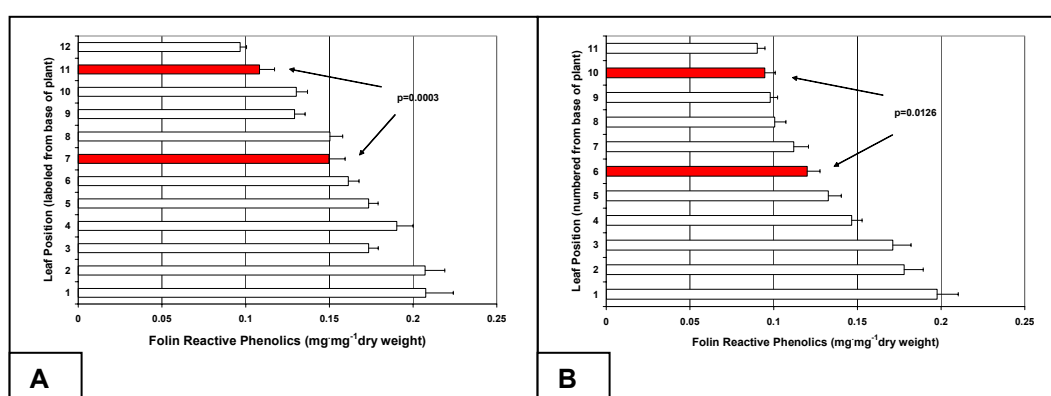 12
11
10
9
8
7
6
5
4
3
2
1
Leaf Position (labeled from base of plant)
p=0.0003
0 0.05 0.1 0.15 0.2 0.25
Folin Reactive Phenolics (mg·mg⁻¹dry weight)
A
11
10
9
8
7
6
5
4
3
2
1
Leaf Position (numbered from base of plant)
p=0.0126
0 0.05 0.1 0.15 0.2 0.25
Folin Reactive Phenolics (mg·mg⁻¹dry weight)
B